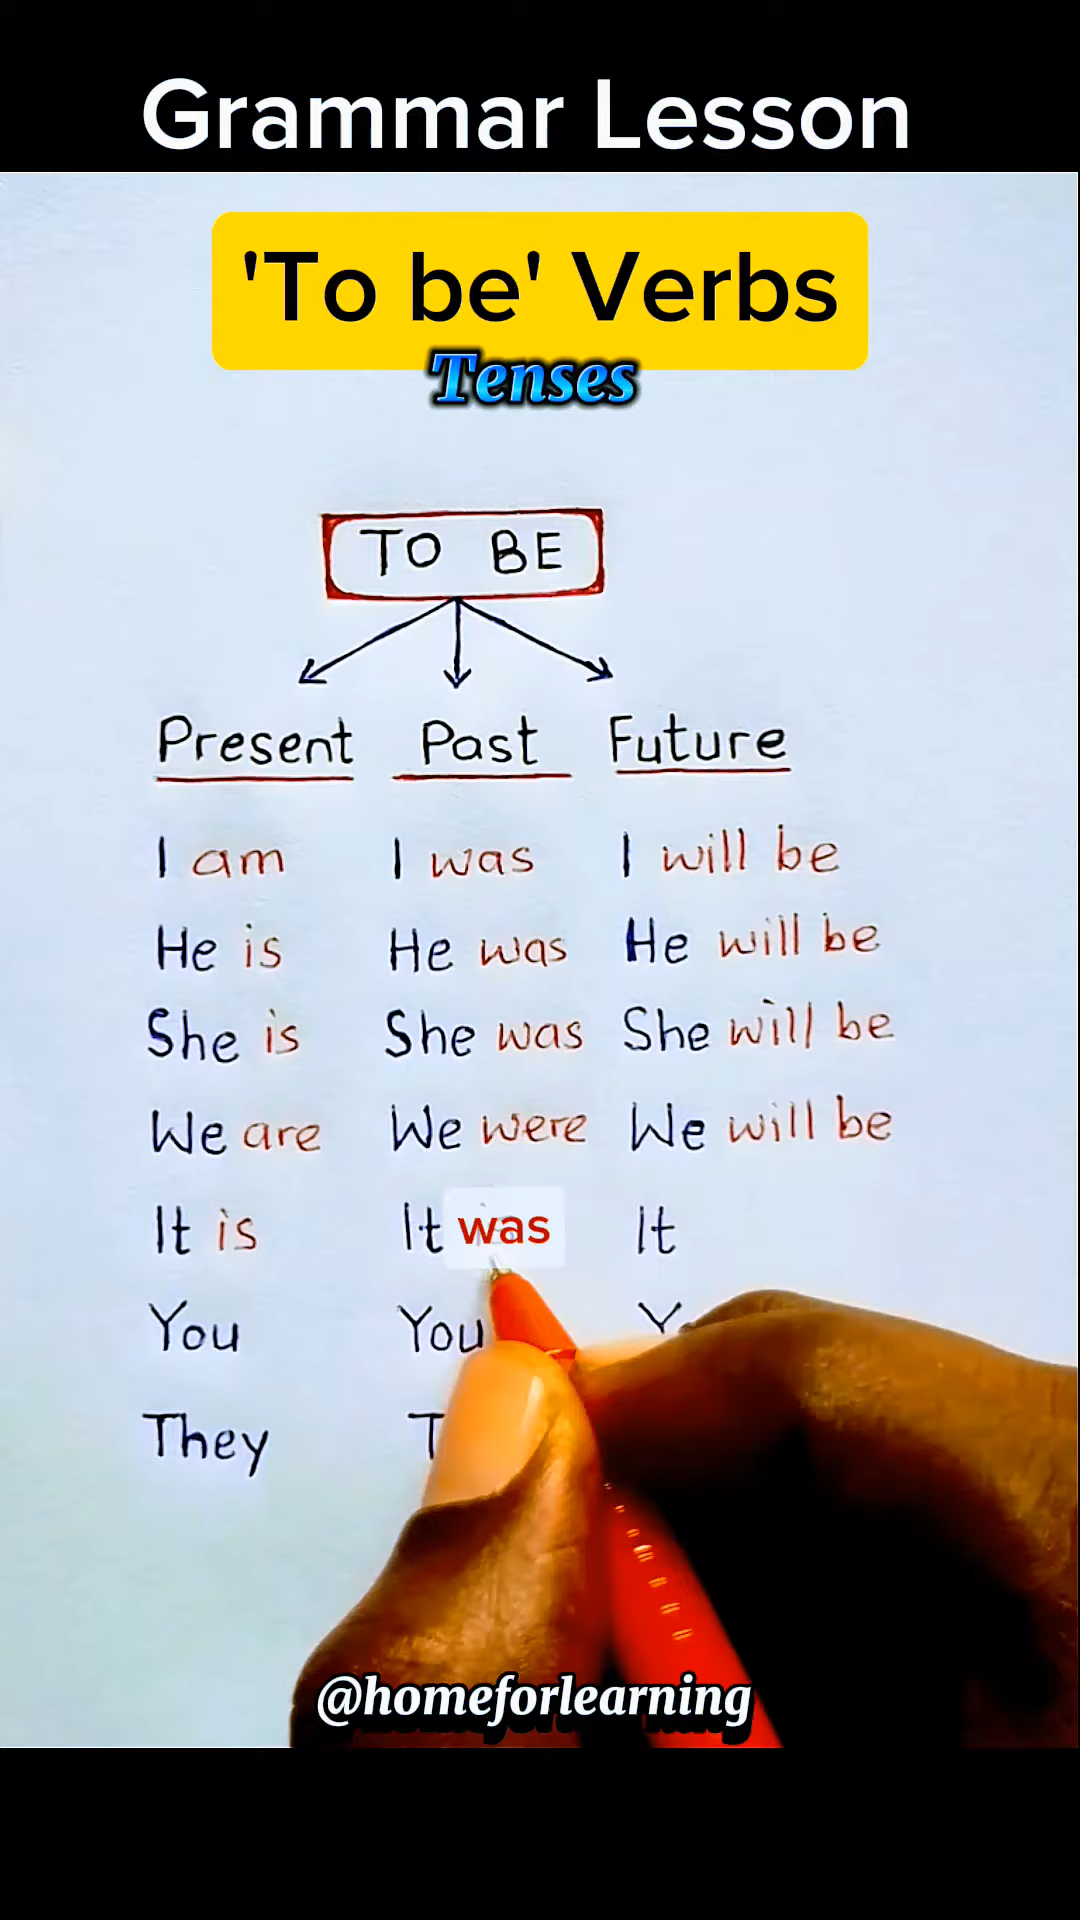 Grammar Lesson
'To be' Verbs
Tenses
TO BE
Present Past Future
I am I was I will be
He is He was He will be
She is She was She will be
We are We were We will be
It is It was It
You You
They
@homeforlearning